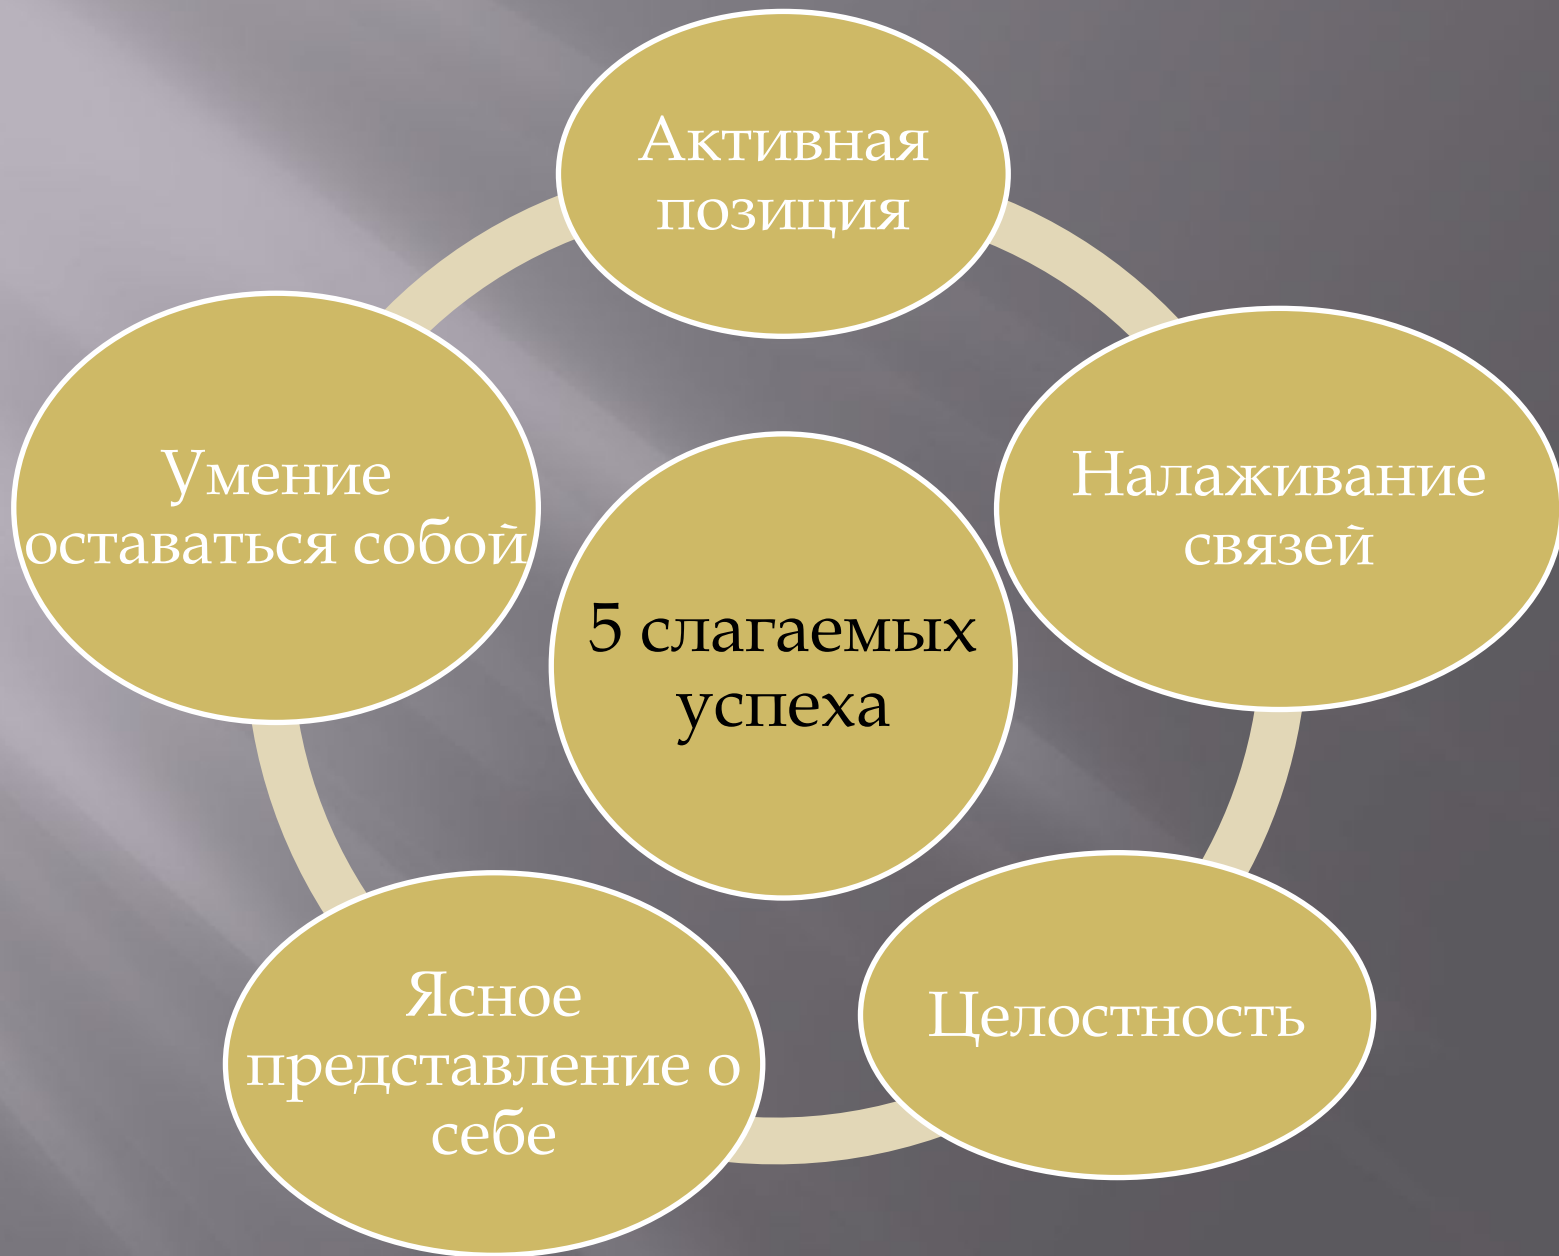 Активная
позиция
Налаживание
связей
Целостность
Ясное
представление о
себе
Умение
оставаться собой
5 слагаемых
успеха